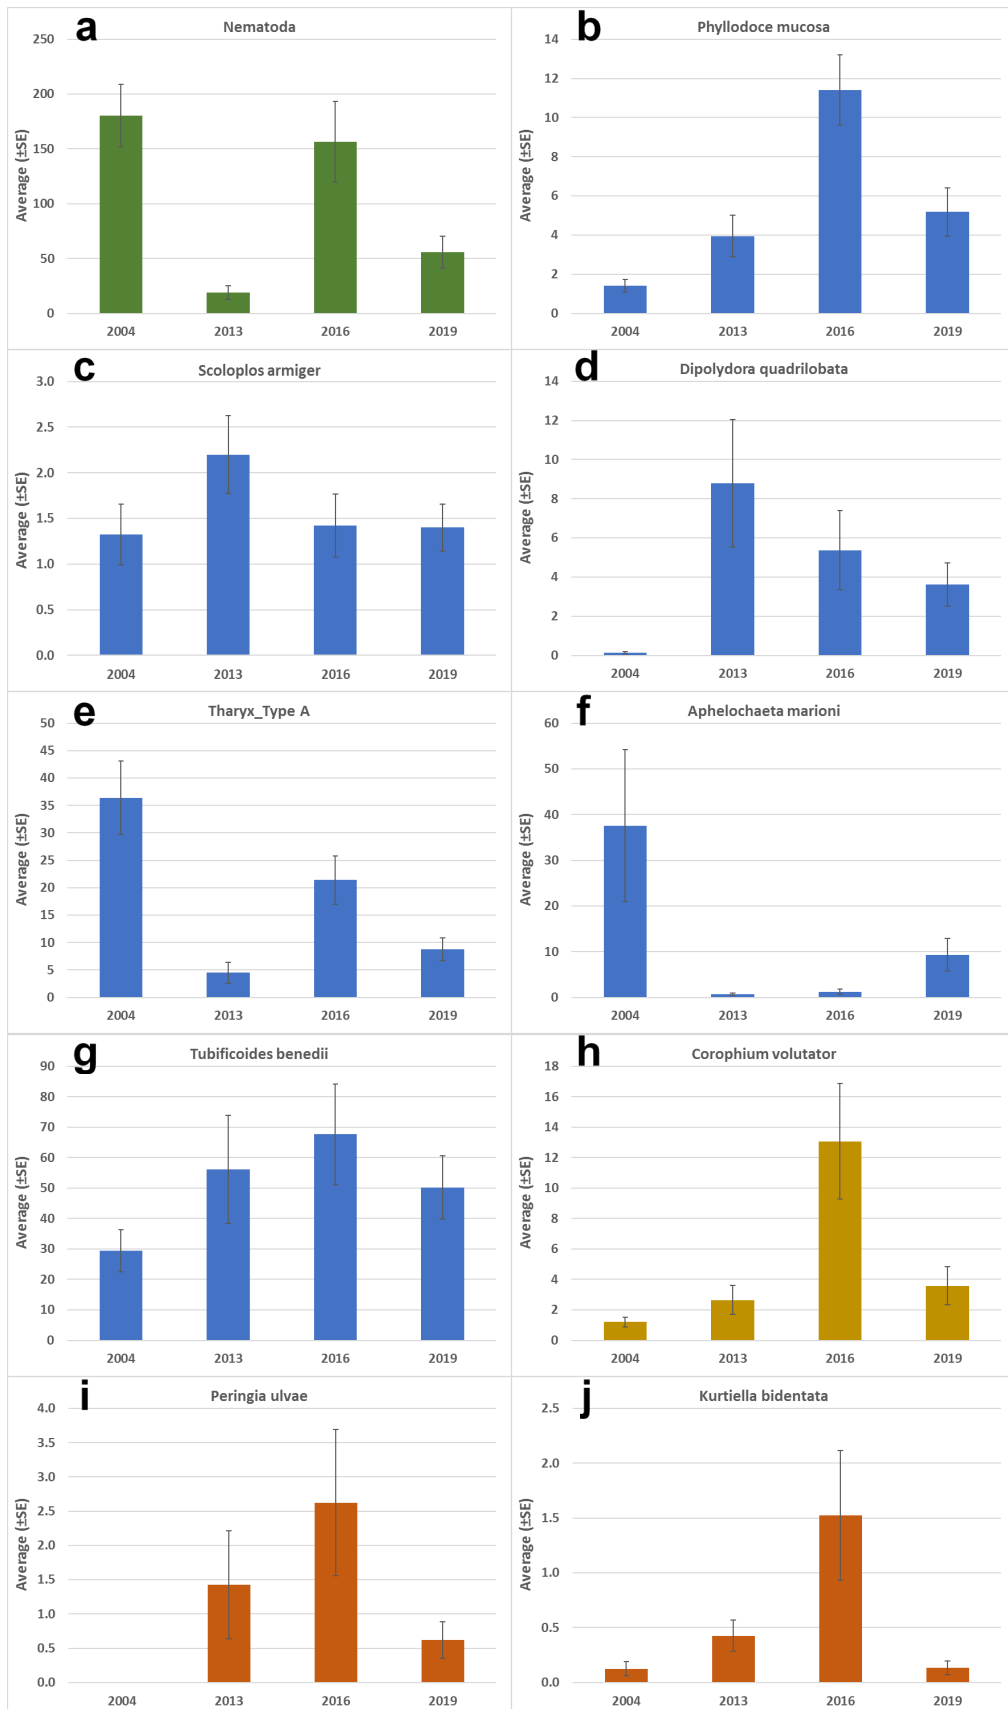 a
Nematoda
250
200
150
100
50
0
Average (±SE)
2004 2013 2016 2019
b
Phyllodoce mucosa
14
12
10
8
6
4
2
0
Average (±SE)
2004 2013 2016 2019
c
Scoloplos armiger
3.0
2.5
2.0
1.5
1.0
0.5
0.0
Average (±SE)
2004 2013 2016 2019
d
Dipolydora quadrilobata
14
12
10
8
6
4
2
0
Average (±SE)
2004 2013 2016 2019
e
Tharyx_Type A
50
45
40
35
30
25
20
15
10
5
0
Average (±SE)
2004 2013 2016 2019
f
Aphelochaeta marioni
60
50
40
30
20
10
0
Average (±SE)
2004 2013 2016 2019
g
Tubificoides benedii
90
80
70
60
50
40
30
20
10
0
Average (±SE)
2004 2013 2016 2019
h
Corophium volutator
18
16
14
12
10
8
6
4
2
0
Average (±SE)
2004 2013 2016 2019
i
Peringia ulvae
4.0
3.5
3.0
2.5
2.0
1.5
1.0
0.5
0.0
Average (±SE)
2004 2013 2016 2019
j
Kurtiella bidentata
2.5
2.0
1.5
1.0
0.5
0.0
Average (±SE)
2004 2013 2016 2019